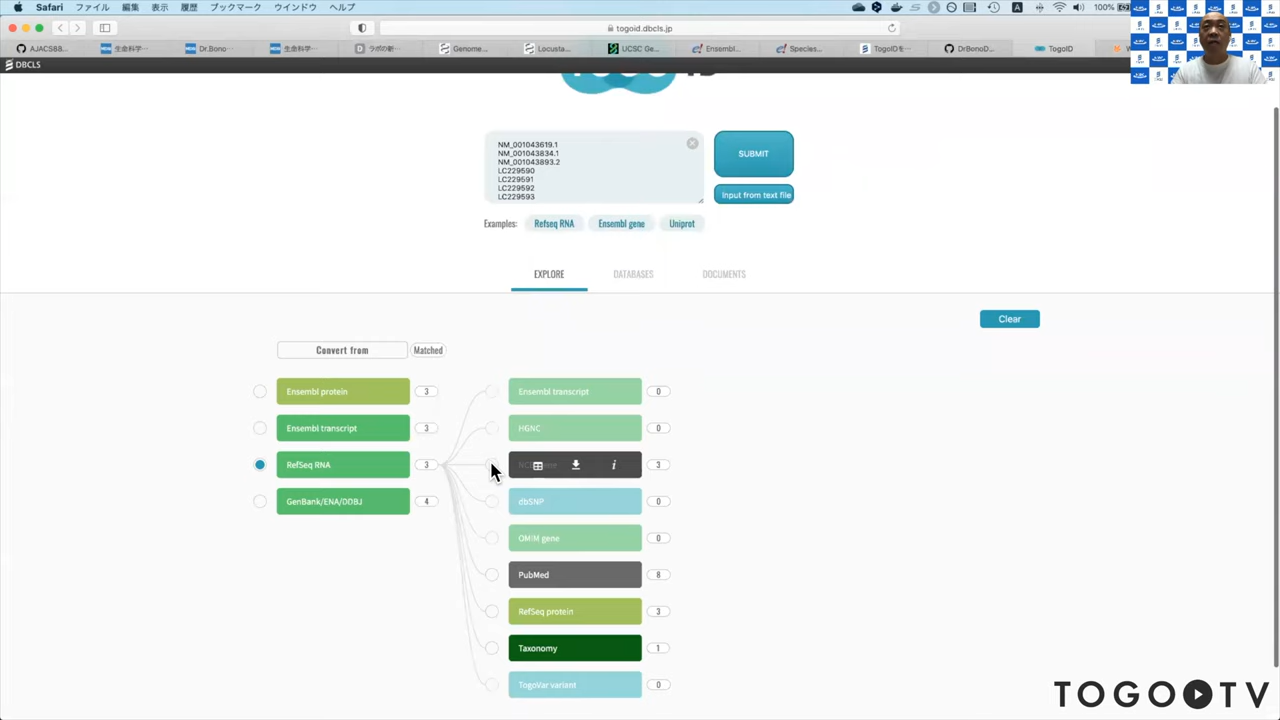 Safari ファイル 編集 表示 履歴 ブックマーク ウインドウ ヘルプ
100%
togoid.dbcls.jp
AJACS88...
生命科学...
Dr.Bono...
生命科学...
ラボの新...
Genome...
Locusta...
UCSC Ge...
Ensembl...
Species...
TogoIDを...
DrBenoD...
TogoID
DBCLS
NM_001043619.1
NM_001043834.1
NM_001043893.2
LC229590
LC229591
LC229592
LC229593
SUBMIT
Input from text file
Examples: Refseq RNA Ensembl gene Uniprot
EXPLORE DATABASES DOCUMENTS
Clear
Convert from Matched
Ensembl protein 3
Ensembl transcript 3
RefSeq RNA 3
GenBank/ENA/DDBJ 4
Ensembl transcript 0
HGNC 0
3
dbSNP 0
OMIM gene 0
PubMed 8
RefSeq protein 3
Taxonomy 1
TogoVar variant 0
TOGO TV